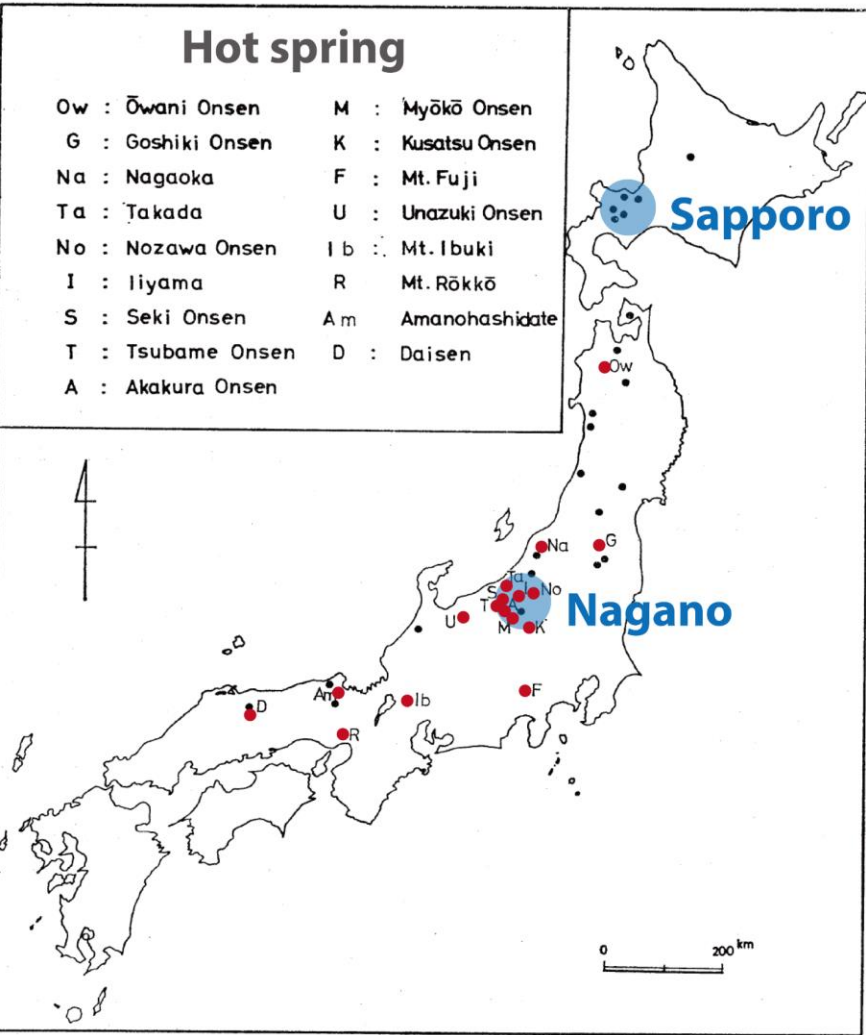 Hot spring
Ow : Ōwani Onsen
G : Goshiki Onsen
Na : Nagaoka
Ta : Takada
No : Nozawa Onsen
I : Iiyama
S : Seki Onsen
T : Tsubame Onsen
A : Akakura Onsen
M : Myōkō Onsen
K : Kusatsu Onsen
F : Mt. Fuji
U : Unazuki Onsen
Ib : Mt. Ibuki
R Mt. Rōkkō
Am Amanohashidate
D : Daisen
Sapporo
Ow
Na
G
Ta
I
No
S
T
A
Nagano
U
M
K
Am
Ib
F
D
R
0 200 km